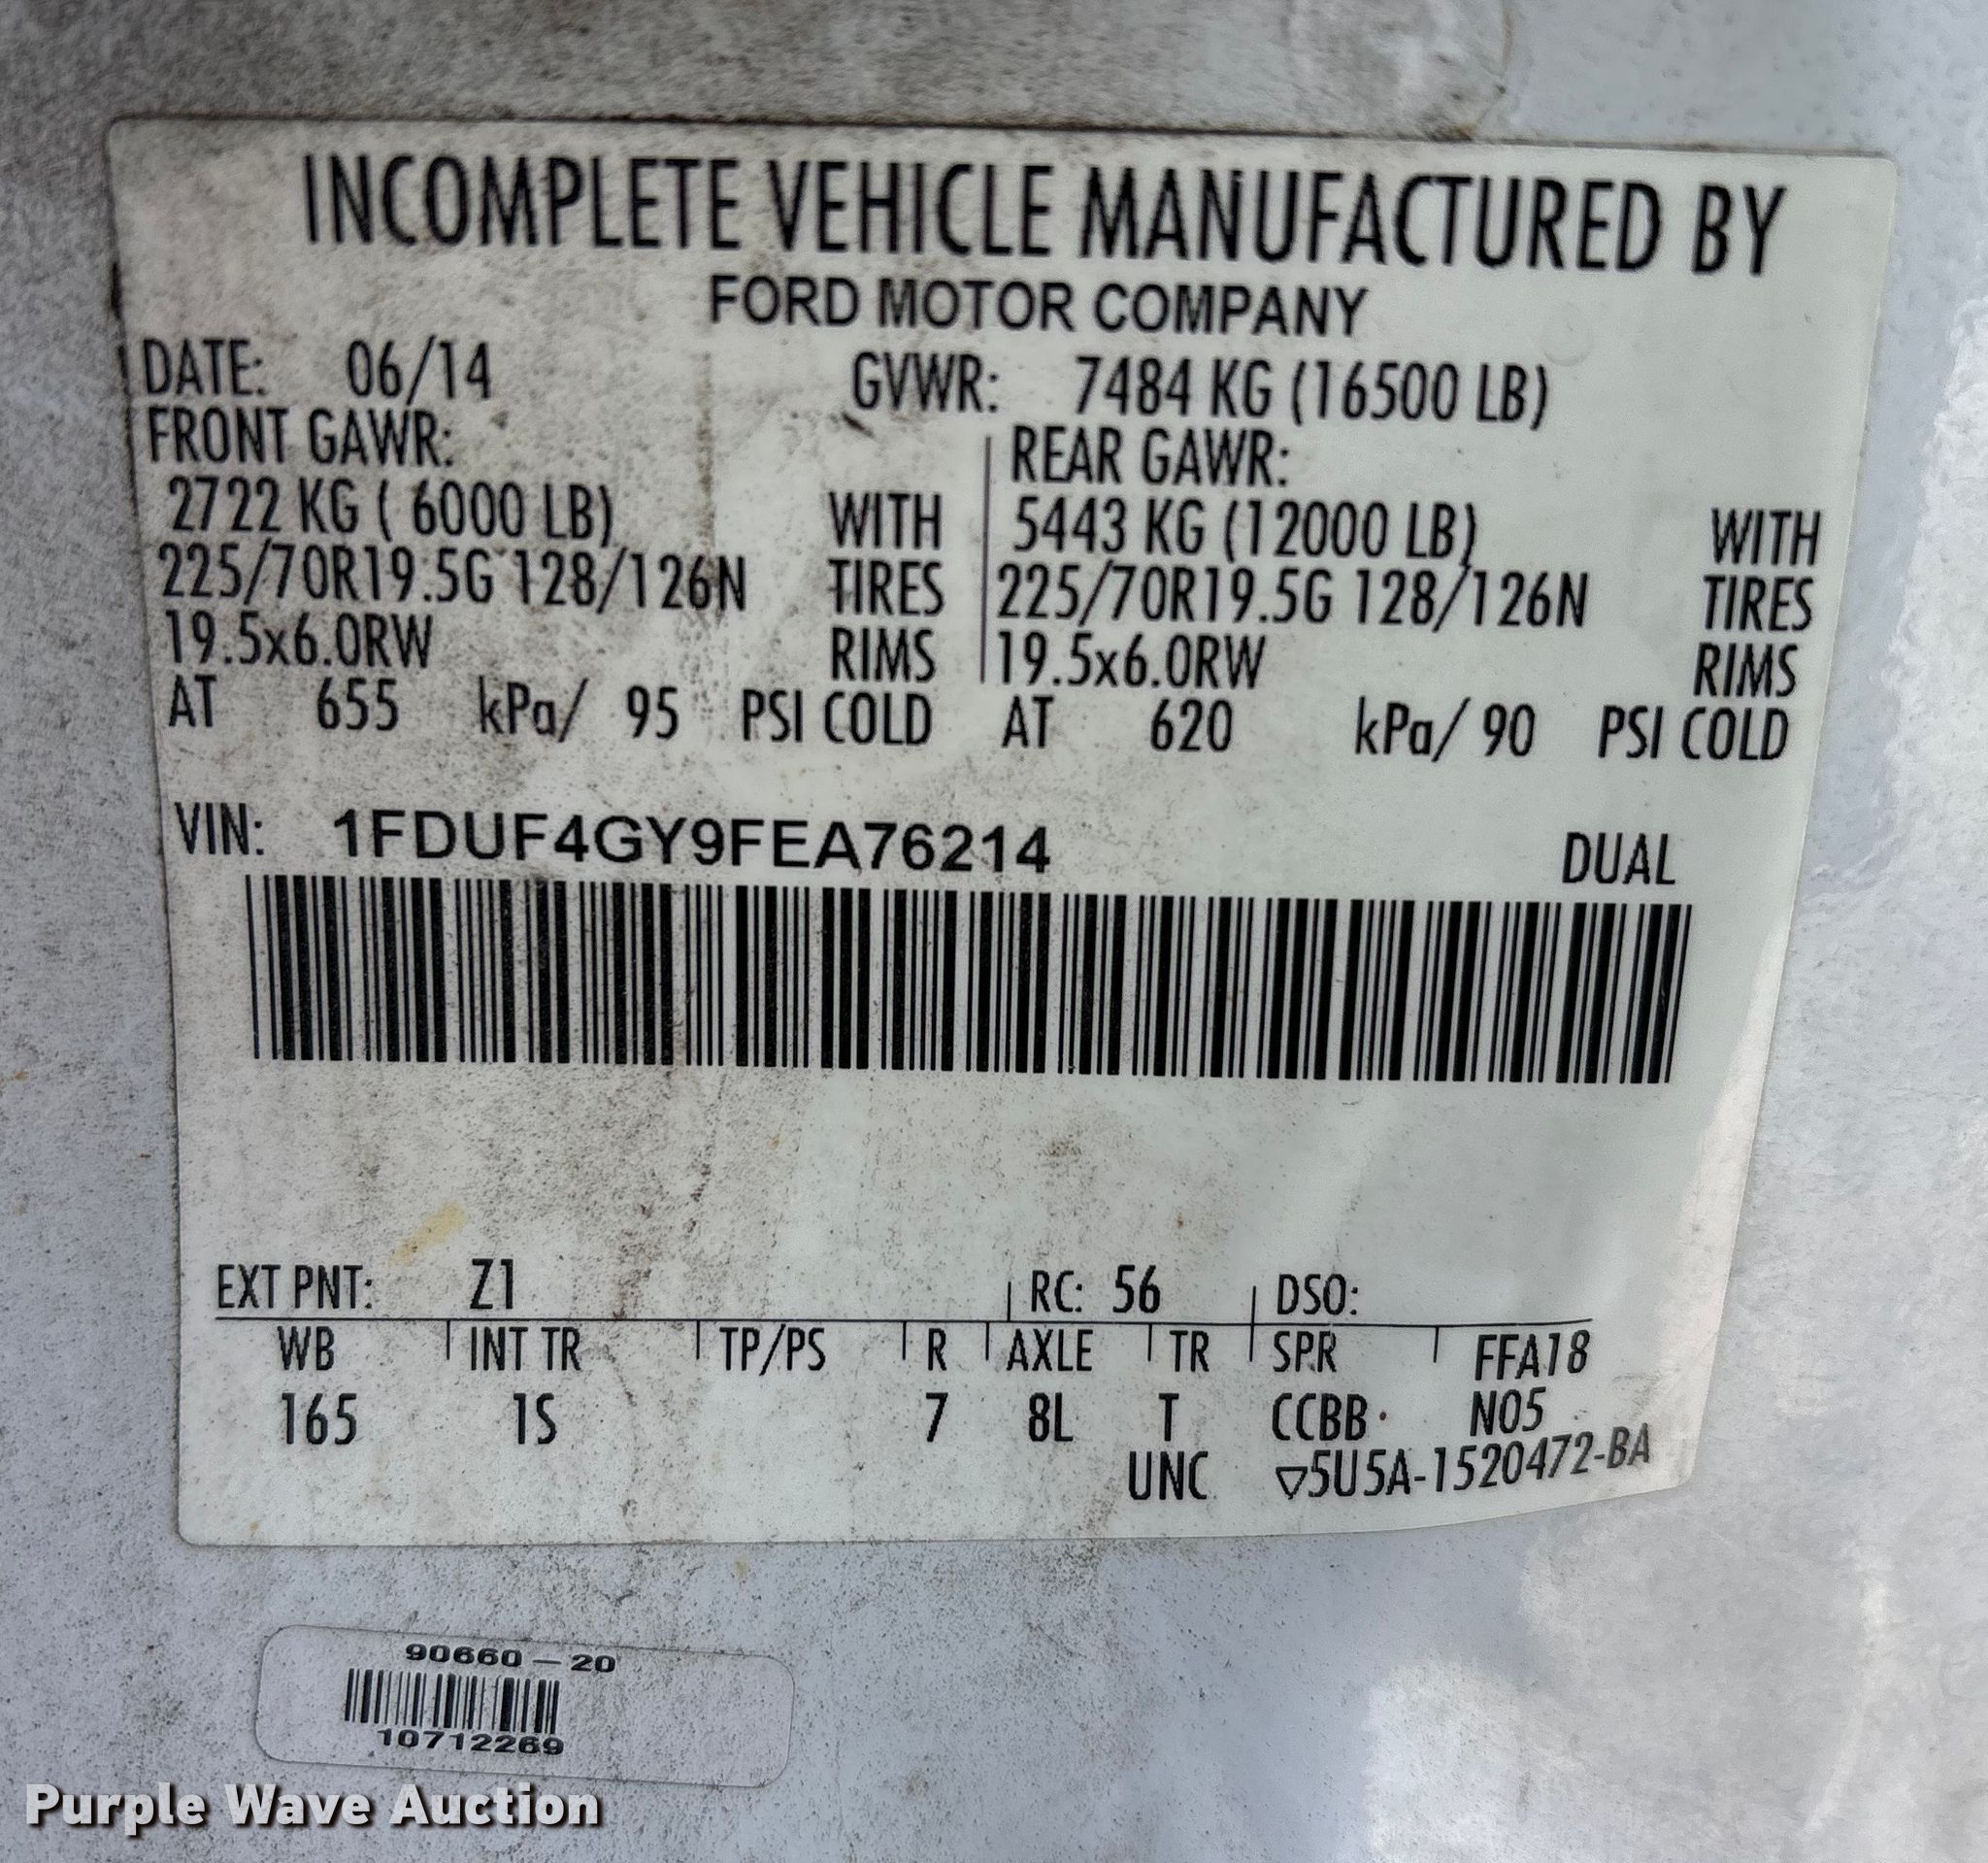 INCOMPLETE VEHICLE MANUFACTURED BY
FORD MOTOR COMPANY
DATE: 06/14 GVWR: 7484 KG (16500 LB)
FRONT GAWR: REAR GAWR:
2722 KG ( 6000 LB) WITH 5443 KG (12000 LB) WITH
225/70R19.5G 128/126N TIRES 225/70R19.5G 128/126N TIRES
19.5x6.0RW RIMS 19.5x6.0RW RIMS
AT 655 kPa/ 95 PSI COLD AT 620 kPa/ 90 PSI COLD
VIN: 1FDUF4GY9FEA76214 DUAL
EXT PNT: Z1 RC: 56 DSO:
WB INT TR TP/PS R AXLE TR SPR FFA18
165 1S 7 8L T CCBB N05
UNC ▽5U5A-1520472-BA
90660-20
10712269
Purple Wave Auction